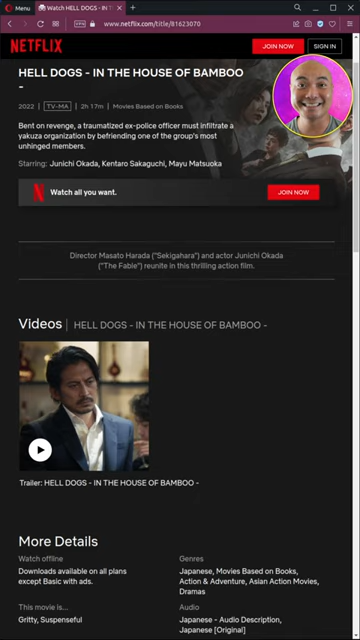 Menu
Watch HELL DOGS - IN THE HOUSE OF BAMBOO
VPN
www.netflix.com/title/81623070
NETFLIX
JOIN NOW
SIGN IN
HELL DOGS - IN THE HOUSE OF BAMBOO
-
2022 | TV-MA | 2h 17m | Movies Based on Books
Bent on revenge, a traumatized ex-police officer must infiltrate a
yakuza organization by befriending one of the group's most
unhinged members.
Starring: Junichi Okada, Kentaro Sakaguchi, Mayu Matsuoka
Watch all you want.
JOIN NOW
Director Masato Harada ("Sekigahara") and actor Junichi Okada
("The Fable") reunite in this thrilling action film.
Videos | HELL DOGS - IN THE HOUSE OF BAMBOO -
Trailer: HELL DOGS - IN THE HOUSE OF BAMBOO -
More Details
Watch offline
Downloads available on all plans
except Basic with ads.
Genres
Japanese, Movies Based on Books,
Action & Adventure, Asian Action Movies,
Dramas
This movie is...
Gritty, Suspenseful
Audio
Japanese - Audio Description,
Japanese [Original]